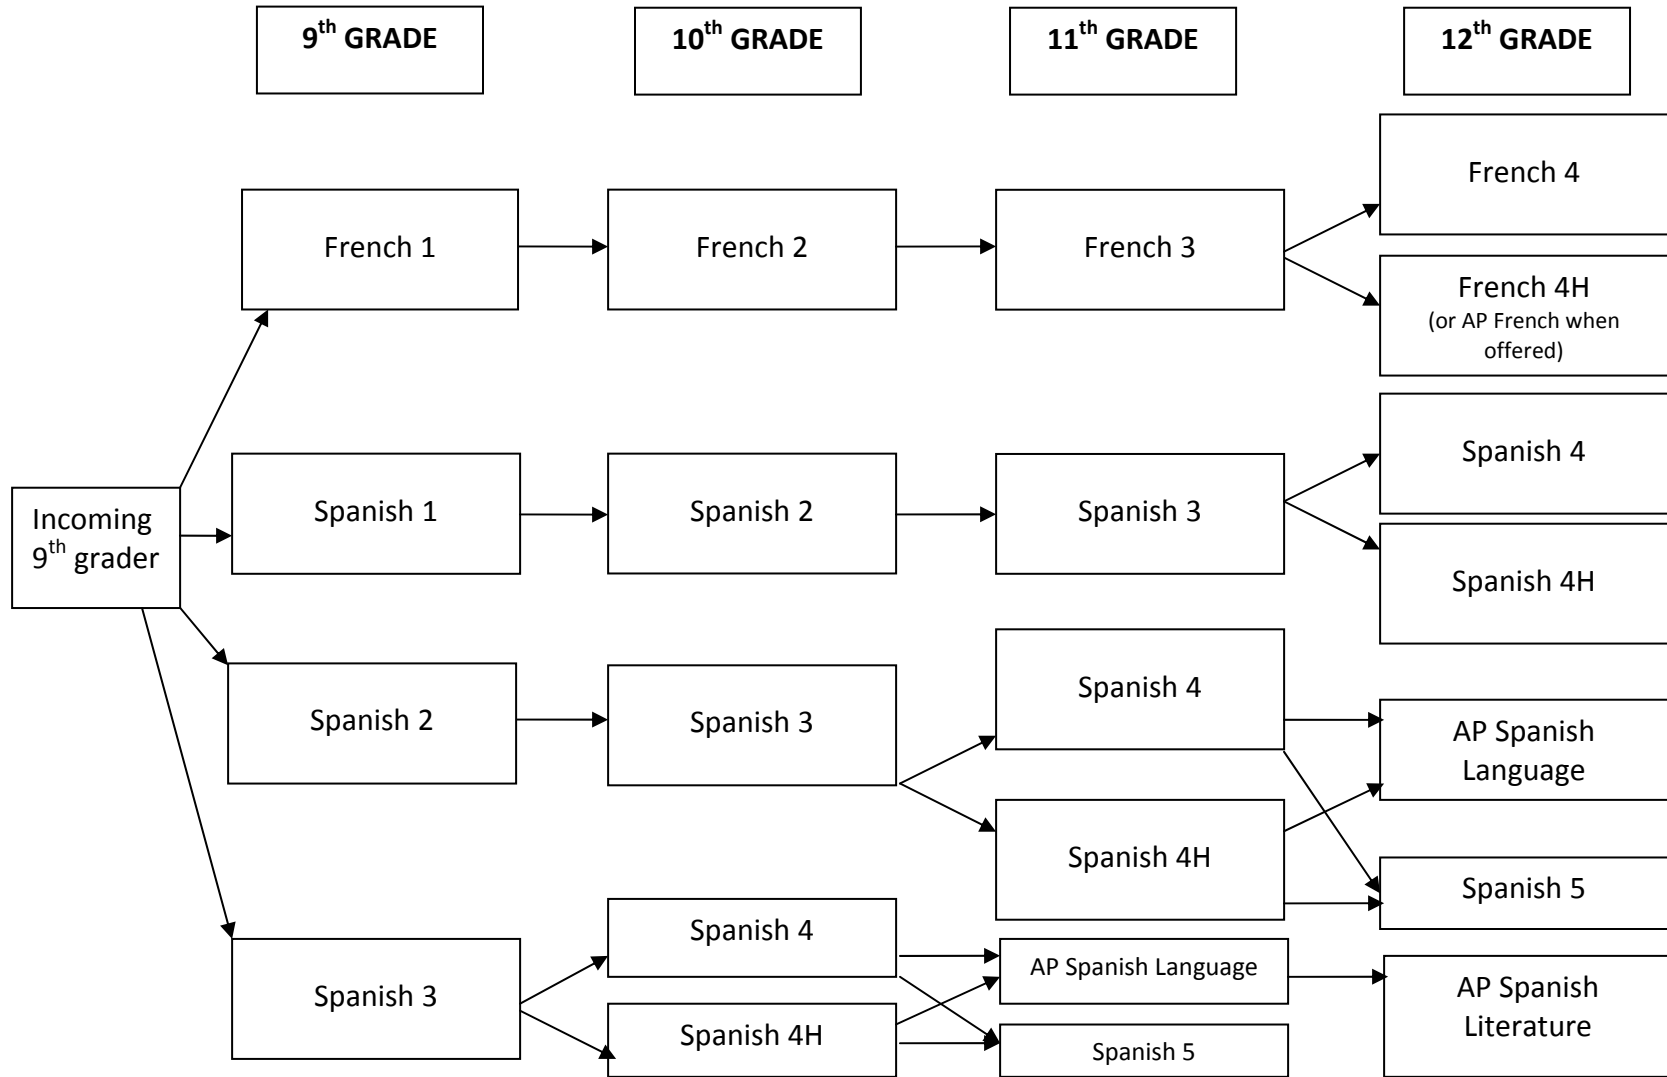 9th GRADE
10th GRADE
11th GRADE
12th GRADE
French 1
French 2
French 3
French 4
French 4H
(or AP French when
offered)
Incoming
9th grader
Spanish 1
Spanish 2
Spanish 3
Spanish 4
Spanish 4H
Spanish 2
Spanish 3
Spanish 4
Spanish 4H
AP Spanish
Language
Spanish 5
Spanish 3
Spanish 4
Spanish 4H
AP Spanish Language
Spanish 5
AP Spanish
Literature